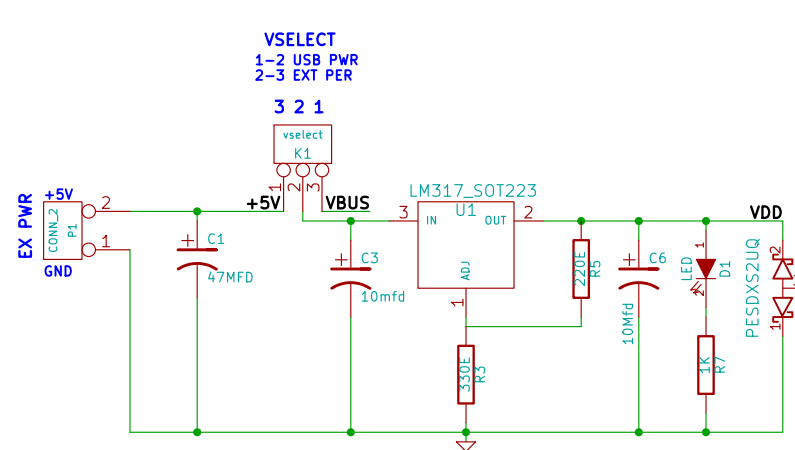 VSELECT
1-2 USB PWR
2-3 EXT PER
3 2 1
vselect
K1
1
2
3
+5V
VBUS
EX PWR
+5V
CONN_2
P1
2
1
GND
C1
47MFD
C3
10mfd
LM317_SOT223
U1
3
IN
OUT
2
ADJ
1
220E
R5
330E
R3
C6
10Mfd
LED
1
2
D1
1K
R7
VDD
PESDXS2UQ
2
1